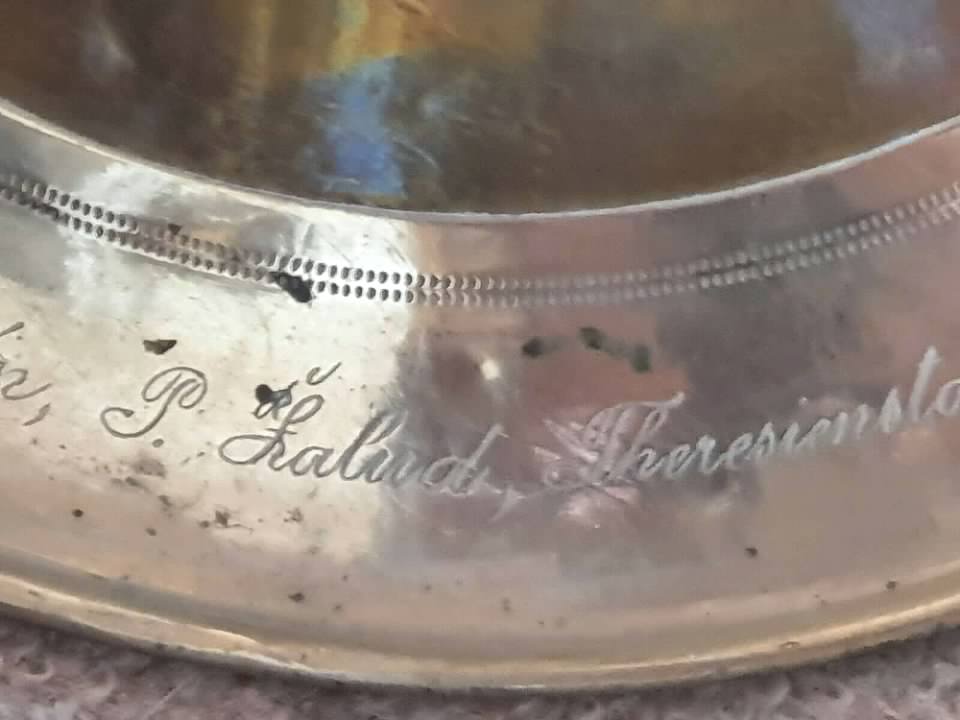 P. Žalud, Theresiensta